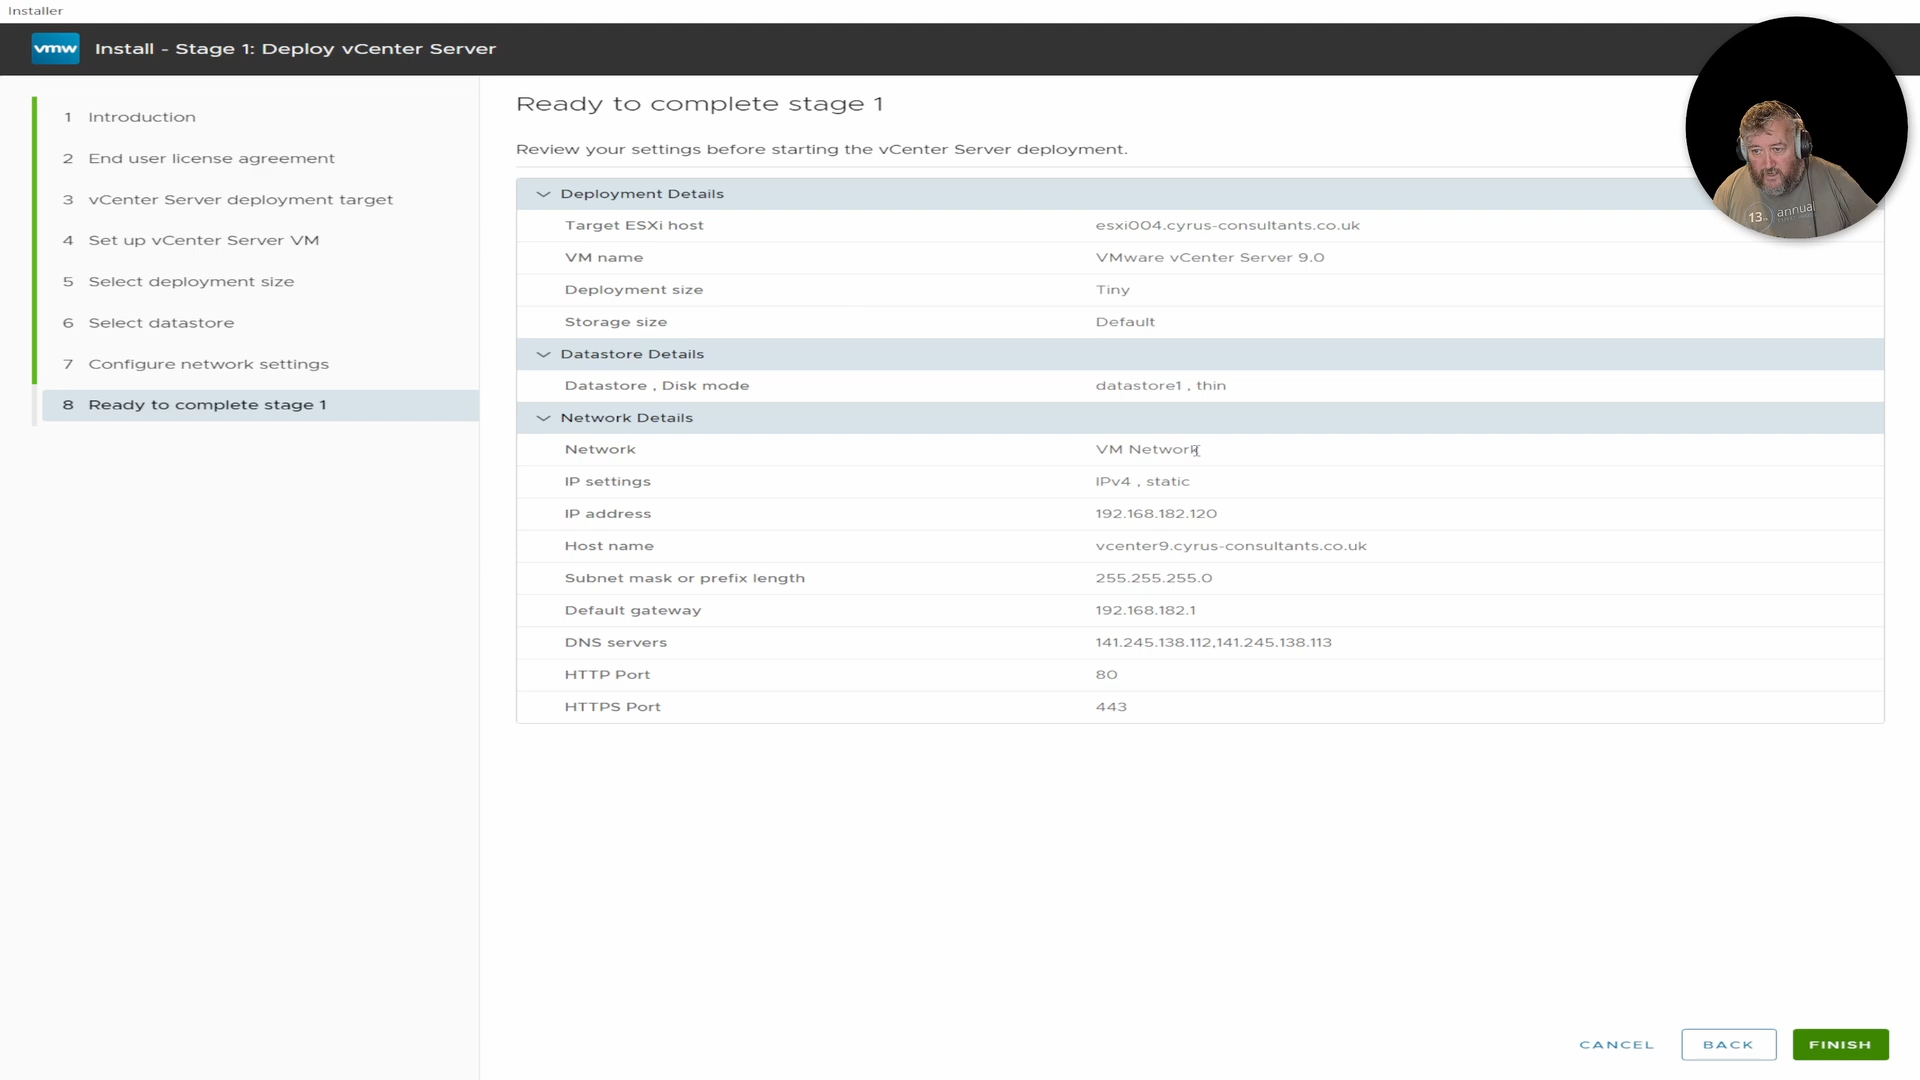 Installer
vmw Install - Stage 1: Deploy vCenter Server
1 Introduction
2 End user license agreement
3 vCenter Server deployment target
4 Set up vCenter Server VM
5 Select deployment size
6 Select datastore
7 Configure network settings
8 Ready to complete stage 1
Ready to complete stage 1
Review your settings before starting the vCenter Server deployment.
Deployment Details
Target ESXi host esxi004.cyrus-consultants.co.uk
VM name VMware vCenter Server 9.0
Deployment size Tiny
Storage size Default
Datastore Details
Datastore , Disk mode datastore1 , thin
Network Details
Network VM Network
IP settings IPv4 , static
IP address 192.168.182.120
Host name vcenter9.cyrus-consultants.co.uk
Subnet mask or prefix length 255.255.255.0
Default gateway 192.168.182.1
DNS servers 141.245.138.112,141.245.138.113
HTTP Port 80
HTTPS Port 443
CANCEL
BACK
FINISH
annual